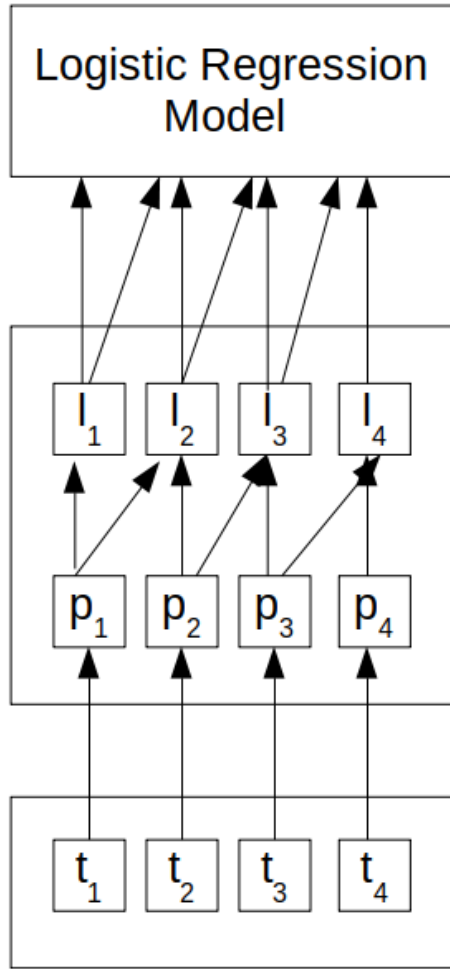 Logistic Regression
Model
l₁ l₂ l₃ l₄
p₁ p₂ p₃ p₄
t₁ t₂ t₃ t₄